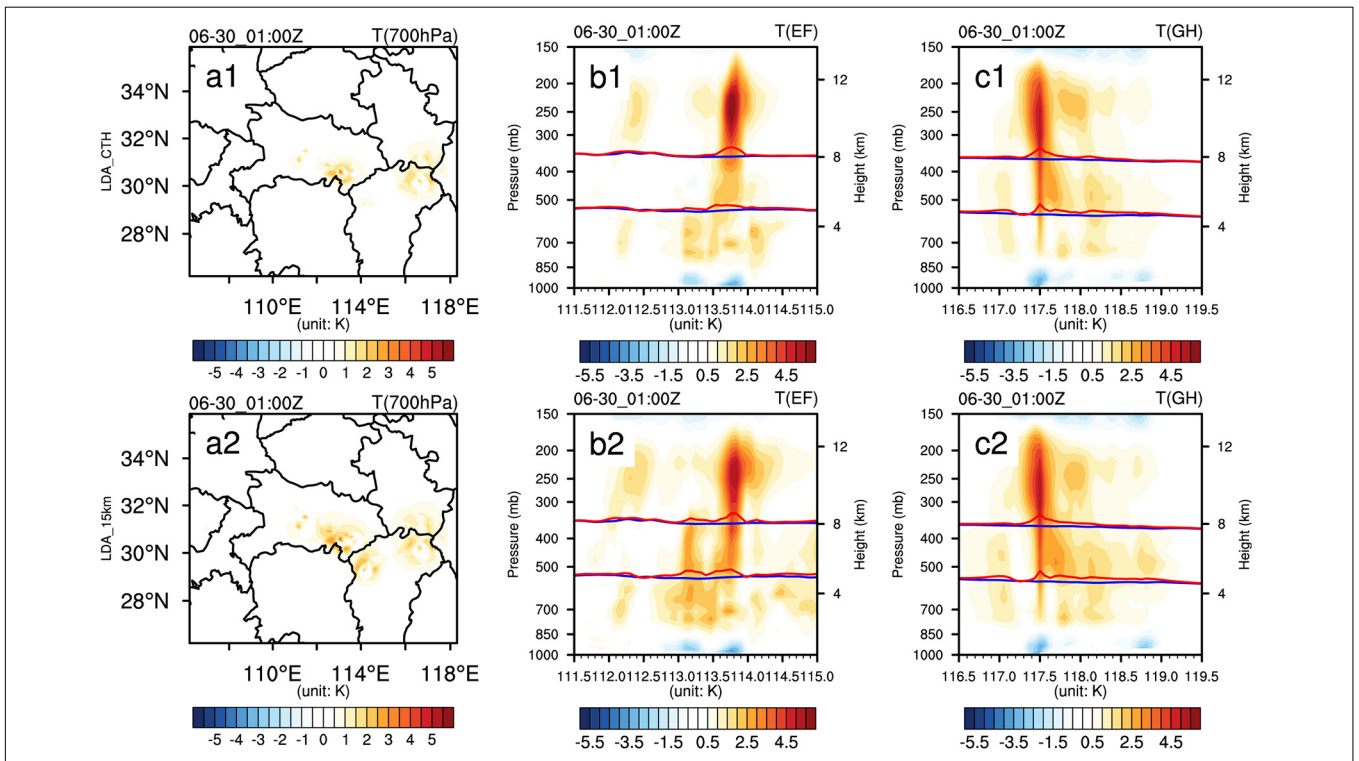 06-30_01:00Z T(700hPa)
a1
LDA_CTH
34°N
32°N
30°N
28°N
110°E 114°E 118°E
(unit: K)
-5 -4 -3 -2 -1 0 1 2 3 4 5
06-30_01:00Z T(EF)
b1
Pressure (mb)
150
200
250
300
400
500
700
850
1000
12
8
4
Height (km)
111.5 112.0 112.5 113.0 113.5 114.0 114.5 115.0
(unit: K)
-5.5 -3.5 -1.5 0.5 2.5 4.5
06-30_01:00Z T(GH)
c1
Pressure (mb)
150
200
250
300
400
500
700
850
1000
12
8
4
Height (km)
116.5 117.0 117.5 118.0 118.5 119.0 119.5
(unit: K)
-5.5 -3.5 -1.5 0.5 2.5 4.5
06-30_01:00Z T(700hPa)
a2
LDA_15km
34°N
32°N
30°N
28°N
110°E 114°E 118°E
(unit: K)
-5 -4 -3 -2 -1 0 1 2 3 4 5
06-30_01:00Z T(EF)
b2
Pressure (mb)
150
200
250
300
400
500
700
850
1000
12
8
4
Height (km)
111.5 112.0 112.5 113.0 113.5 114.0 114.5 115.0
(unit: K)
-5.5 -3.5 -1.5 0.5 2.5 4.5
06-30_01:00Z T(GH)
c2
Pressure (mb)
150
200
250
300
400
500
700
850
1000
12
8
4
Height (km)
116.5 117.0 117.5 118.0 118.5 119.0 119.5
(unit: K)
-5.5 -3.5 -1.5 0.5 2.5 4.5